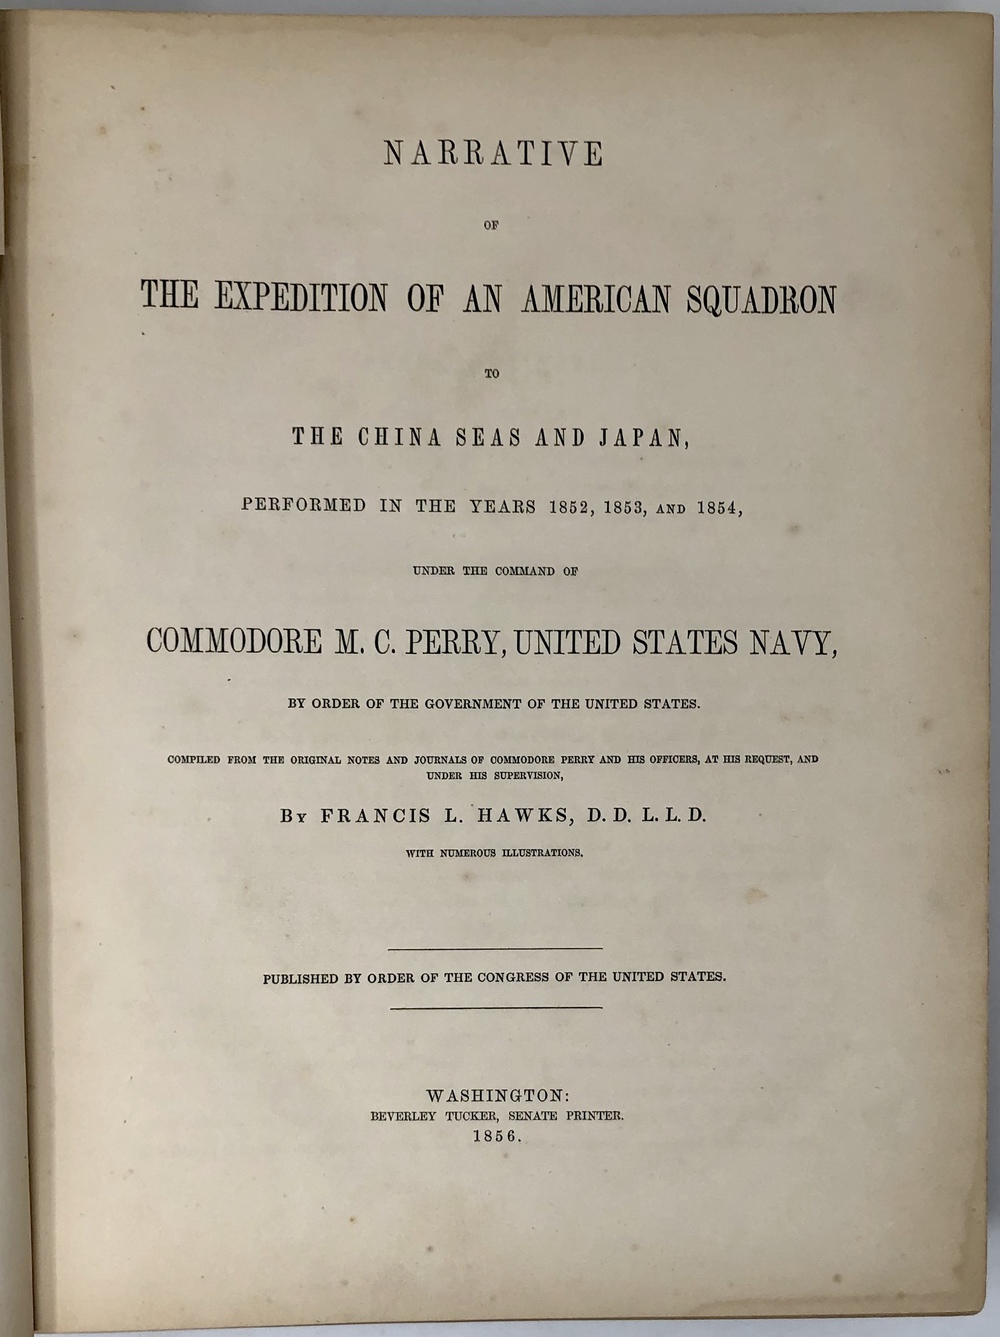 NARRATIVE
OF
THE EXPEDITION OF AN AMERICAN SQUADRON
TO
THE CHINA SEAS AND JAPAN,
PERFORMED IN THE YEARS 1852, 1853, AND 1854,
UNDER THE COMMAND OF
COMMODORE M. C. PERRY, UNITED STATES NAVY,
BY ORDER OF THE GOVERNMENT OF THE UNITED STATES.
COMPILED FROM THE ORIGINAL NOTES AND JOURNALS OF COMMODORE PERRY AND HIS OFFICERS, AT HIS REQUEST, AND
UNDER HIS SUPERVISION,
BY FRANCIS L. HAWKS, D. D. L. L. D.
WITH NUMEROUS ILLUSTRATIONS.
PUBLISHED BY ORDER OF THE CONGRESS OF THE UNITED STATES.
WASHINGTON:
BEVERLEY TUCKER, SENATE PRINTER.
1856.